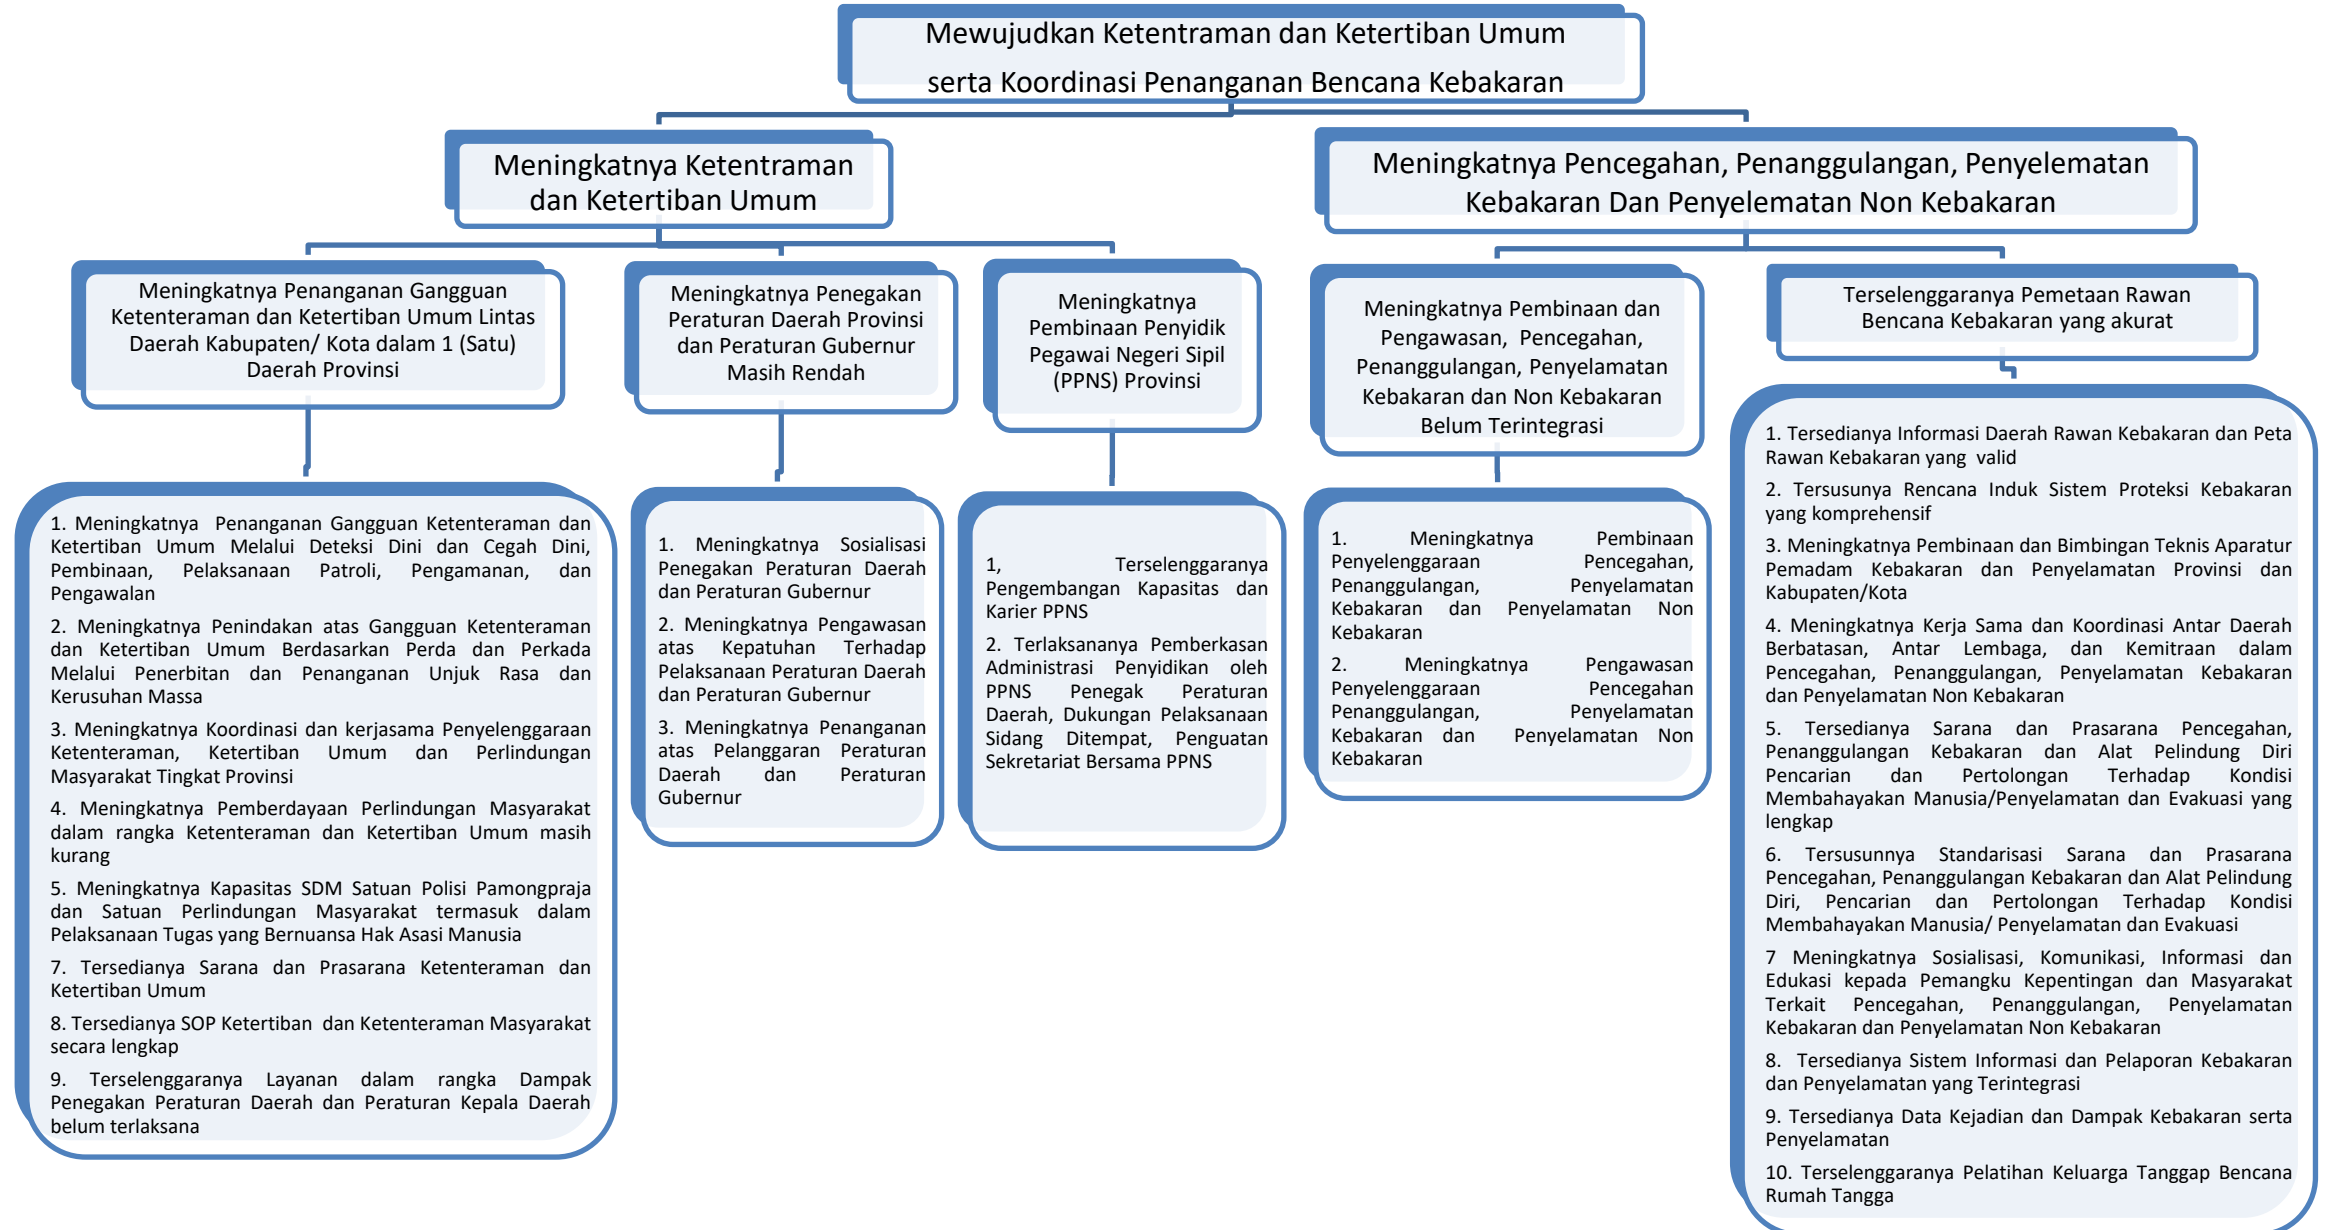 Mewujudkan Ketentraman dan Ketertiban Umum
serta Koordinasi Penanganan Bencana Kebakaran
Meningkatnya Ketentraman
dan Ketertiban Umum
Meningkatnya Pencegahan, Penanggulangan, Penyelematan
Kebakaran Dan Penyelematan Non Kebakaran
Meningkatnya Penanganan Gangguan
Ketenteraman dan Ketertiban Umum Lintas
Daerah Kabupaten/ Kota dalam 1 (Satu)
Daerah Provinsi
Meningkatnya Penegakan
Peraturan Daerah Provinsi
dan Peraturan Gubernur
Masih Rendah
Meningkatnya
Pembinaan Penyidik
Pegawai Negeri Sipil
(PPNS) Provinsi
Meningkatnya Pembinaan dan
Pengawasan, Pencegahan,
Penanggulangan, Penyelamatan
Kebakaran dan Non Kebakaran
Belum Terintegrasi
Terselenggaranya Pemetaan Rawan
Bencana Kebakaran yang akurat
1. Meningkatnya Penanganan Gangguan Ketenteraman dan
Ketertiban Umum Melalui Deteksi Dini dan Cegah Dini,
Pembinaan, Pelaksanaan Patroli, Pengamanan, dan
Pengawalan
2. Meningkatnya Penindakan atas Gangguan Ketenteraman
dan Ketertiban Umum Berdasarkan Perda dan Perkada
Melalui Penerbitan dan Penanganan Unjuk Rasa dan
Kerusuhan Massa
3. Meningkatnya Koordinasi dan kerjasama Penyelenggaraan
Ketenteraman, Ketertiban Umum dan Perlindungan
Masyarakat Tingkat Provinsi
4. Meningkatnya Pemberdayaan Perlindungan Masyarakat
dalam rangka Ketenteraman dan Ketertiban Umum masih
kurang
5. Meningkatnya Kapasitas SDM Satuan Polisi Pamongpraja
dan Satuan Perlindungan Masyarakat termasuk dalam
Pelaksanaan Tugas yang Bernuansa Hak Asasi Manusia
7. Tersedianya Sarana dan Prasarana Ketenteraman dan
Ketertiban Umum
8. Tersedianya SOP Ketertiban dan Ketenteraman Masyarakat
secara lengkap
9. Terselenggaranya Layanan dalam rangka Dampak
Penegakan Peraturan Daerah dan Peraturan Kepala Daerah
belum terlaksana
1. Meningkatnya Sosialisasi
Penegakan Peraturan Daerah
dan Peraturan Gubernur
2. Meningkatnya Pengawasan
atas Kepatuhan Terhadap
Pelaksanaan Peraturan Daerah
dan Peraturan Gubernur
3. Meningkatnya Penanganan
atas Pelanggaran Peraturan
Daerah dan Peraturan
Gubernur
1, Terselenggaranya
Pengembangan Kapasitas dan
Karier PPNS
2. Terlaksananya Pemberkasan
Administrasi Penyidikan oleh
PPNS Penegak Peraturan
Daerah, Dukungan Pelaksanaan
Sidang Ditempat, Penguatan
Sekretariat Bersama PPNS
1. Meningkatnya Pembinaan
Penyelenggaraan Pencegahan,
Penanggulangan, Penyelamatan
Kebakaran dan Penyelamatan Non
Kebakaran
2. Meningkatnya Pengawasan
Penyelenggaraan Pencegahan
Penanggulangan, Penyelamatan
Kebakaran dan Penyelamatan Non
Kebakaran
1. Tersedianya Informasi Daerah Rawan Kebakaran dan Peta
Rawan Kebakaran yang valid
2. Tersusunya Rencana Induk Sistem Proteksi Kebakaran
yang komprehensif
3. Meningkatnya Pembinaan dan Bimbingan Teknis Aparatur
Pemadam Kebakaran dan Penyelamatan Provinsi dan
Kabupaten/Kota
4. Meningkatnya Kerja Sama dan Koordinasi Antar Daerah
Berbatasan, Antar Lembaga, dan Kemitraan dalam
Pencegahan, Penanggulangan, Penyelamatan Kebakaran
dan Penyelamatan Non Kebakaran
5. Tersedianya Sarana dan Prasarana Pencegahan,
Penanggulangan Kebakaran dan Alat Pelindung Diri
Pencarian dan Pertolongan Terhadap Kondisi
Membahayakan Manusia/Penyelamatan dan Evakuasi yang
lengkap
6. Tersusunnya Standarisasi Sarana dan Prasarana
Pencegahan, Penanggulangan Kebakaran dan Alat Pelindung
Diri, Pencarian dan Pertolongan Terhadap Kondisi
Membahayakan Manusia/ Penyelamatan dan Evakuasi
7 Meningkatnya Sosialisasi, Komunikasi, Informasi dan
Edukasi kepada Pemangku Kepentingan dan Masyarakat
Terkait Pencegahan, Penanggulangan, Penyelamatan
Kebakaran dan Penyelamatan Non Kebakaran
8. Tersedianya Sistem Informasi dan Pelaporan Kebakaran
dan Penyelamatan yang Terintegrasi
9. Tersedianya Data Kejadian dan Dampak Kebakaran serta
Penyelamatan
10. Terselenggaranya Pelatihan Keluarga Tanggap Bencana
Rumah Tangga